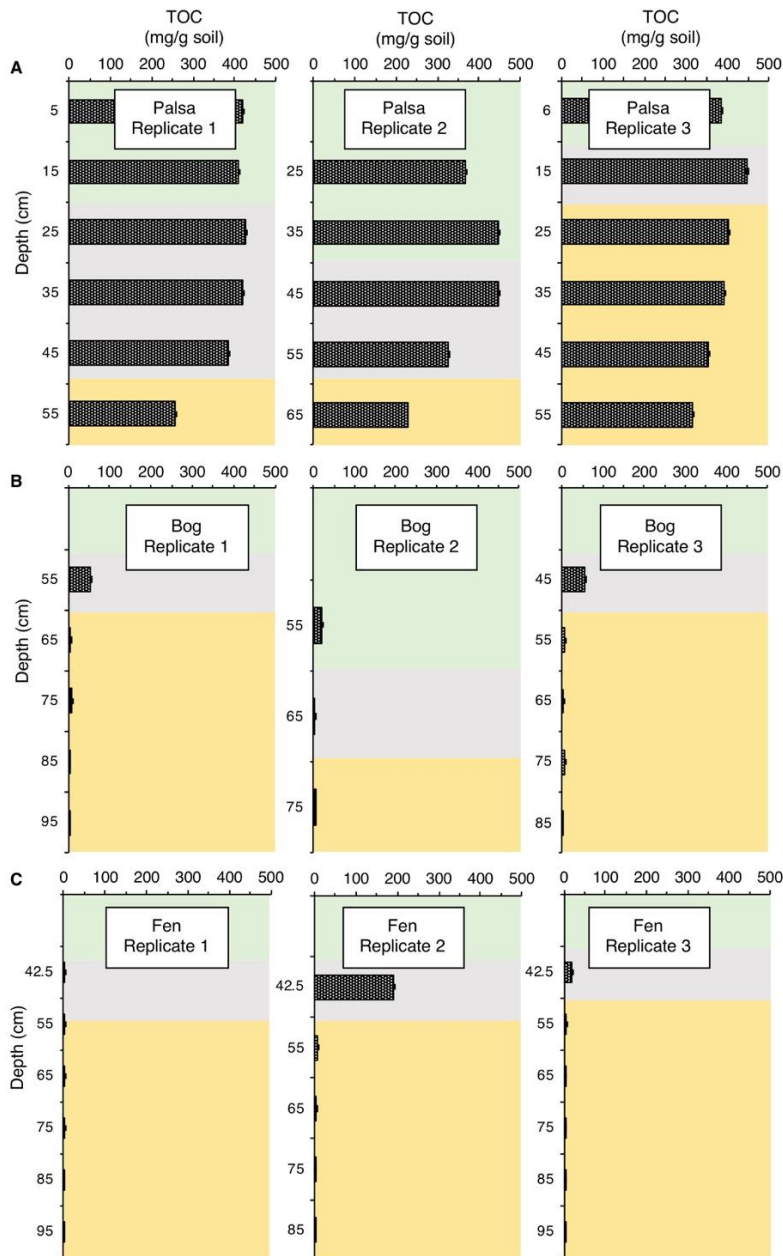 TOC
(mg/g soil)
TOC
(mg/g soil)
TOC
(mg/g soil)
0 100 200 300 400 500
0 100 200 300 400 500
0 100 200 300 400 500
A
Depth (cm)
Palsa
Replicate 1
5
15
25
35
45
55
Palsa
Replicate 2
25
35
45
55
65
Palsa
Replicate 3
6
15
25
35
45
55
B
0 100 200 300 400 500
0 100 200 300 400 500
0 100 200 300 400 500
Depth (cm)
Bog
Replicate 1
55
65
75
85
95
Bog
Replicate 2
55
65
75
Bog
Replicate 3
45
55
65
75
85
C
0 100 200 300 400 500
0 100 200 300 400 500
0 100 200 300 400 500
Depth (cm)
Fen
Replicate 1
42.5
55
65
75
85
95
Fen
Replicate 2
42.5
55
65
75
85
Fen
Replicate 3
42.5
55
65
75
85
95